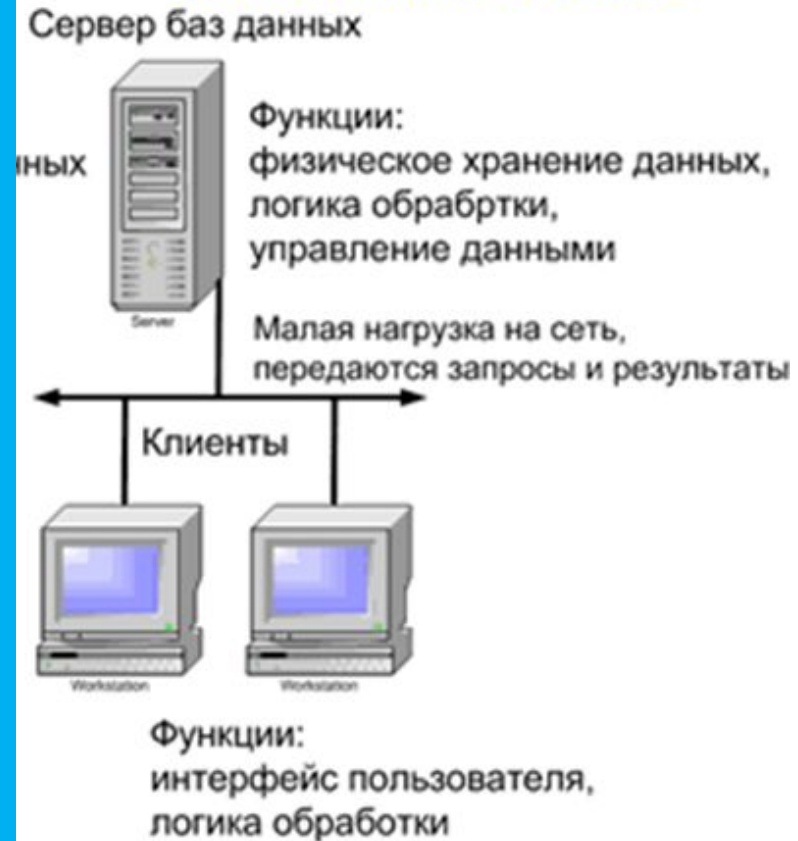 Сервер баз данных
Функции:
физическое хранение данных,
нных
логика обрабртки,
управление данными
Server
Малая нагрузка на сеть,
передаются запросы и результаты
Клиенты
Workstation
Workstation
Функции:
интерфейс пользователя,
логика обработки